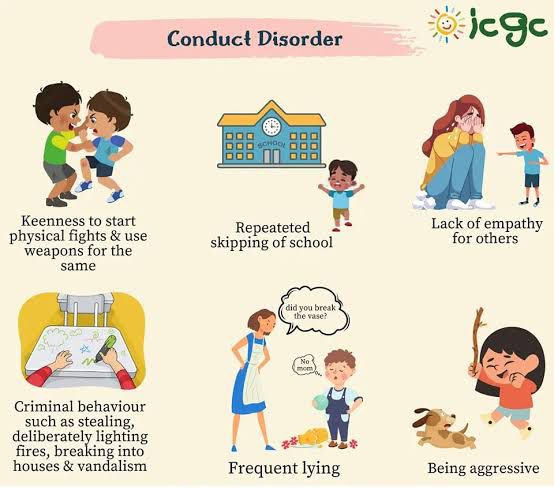 Conduct Disorder
icgc
Keenness to start
physical fights & use
weapons for the
same
SCHOOL
Repeateted
skipping of school
Lack of empathy
for others
Criminal behaviour
such as stealing,
deliberately lighting
fires, breaking into
houses & vandalism
did you break
the vase?
No
mom
Frequent lying
Being aggressive